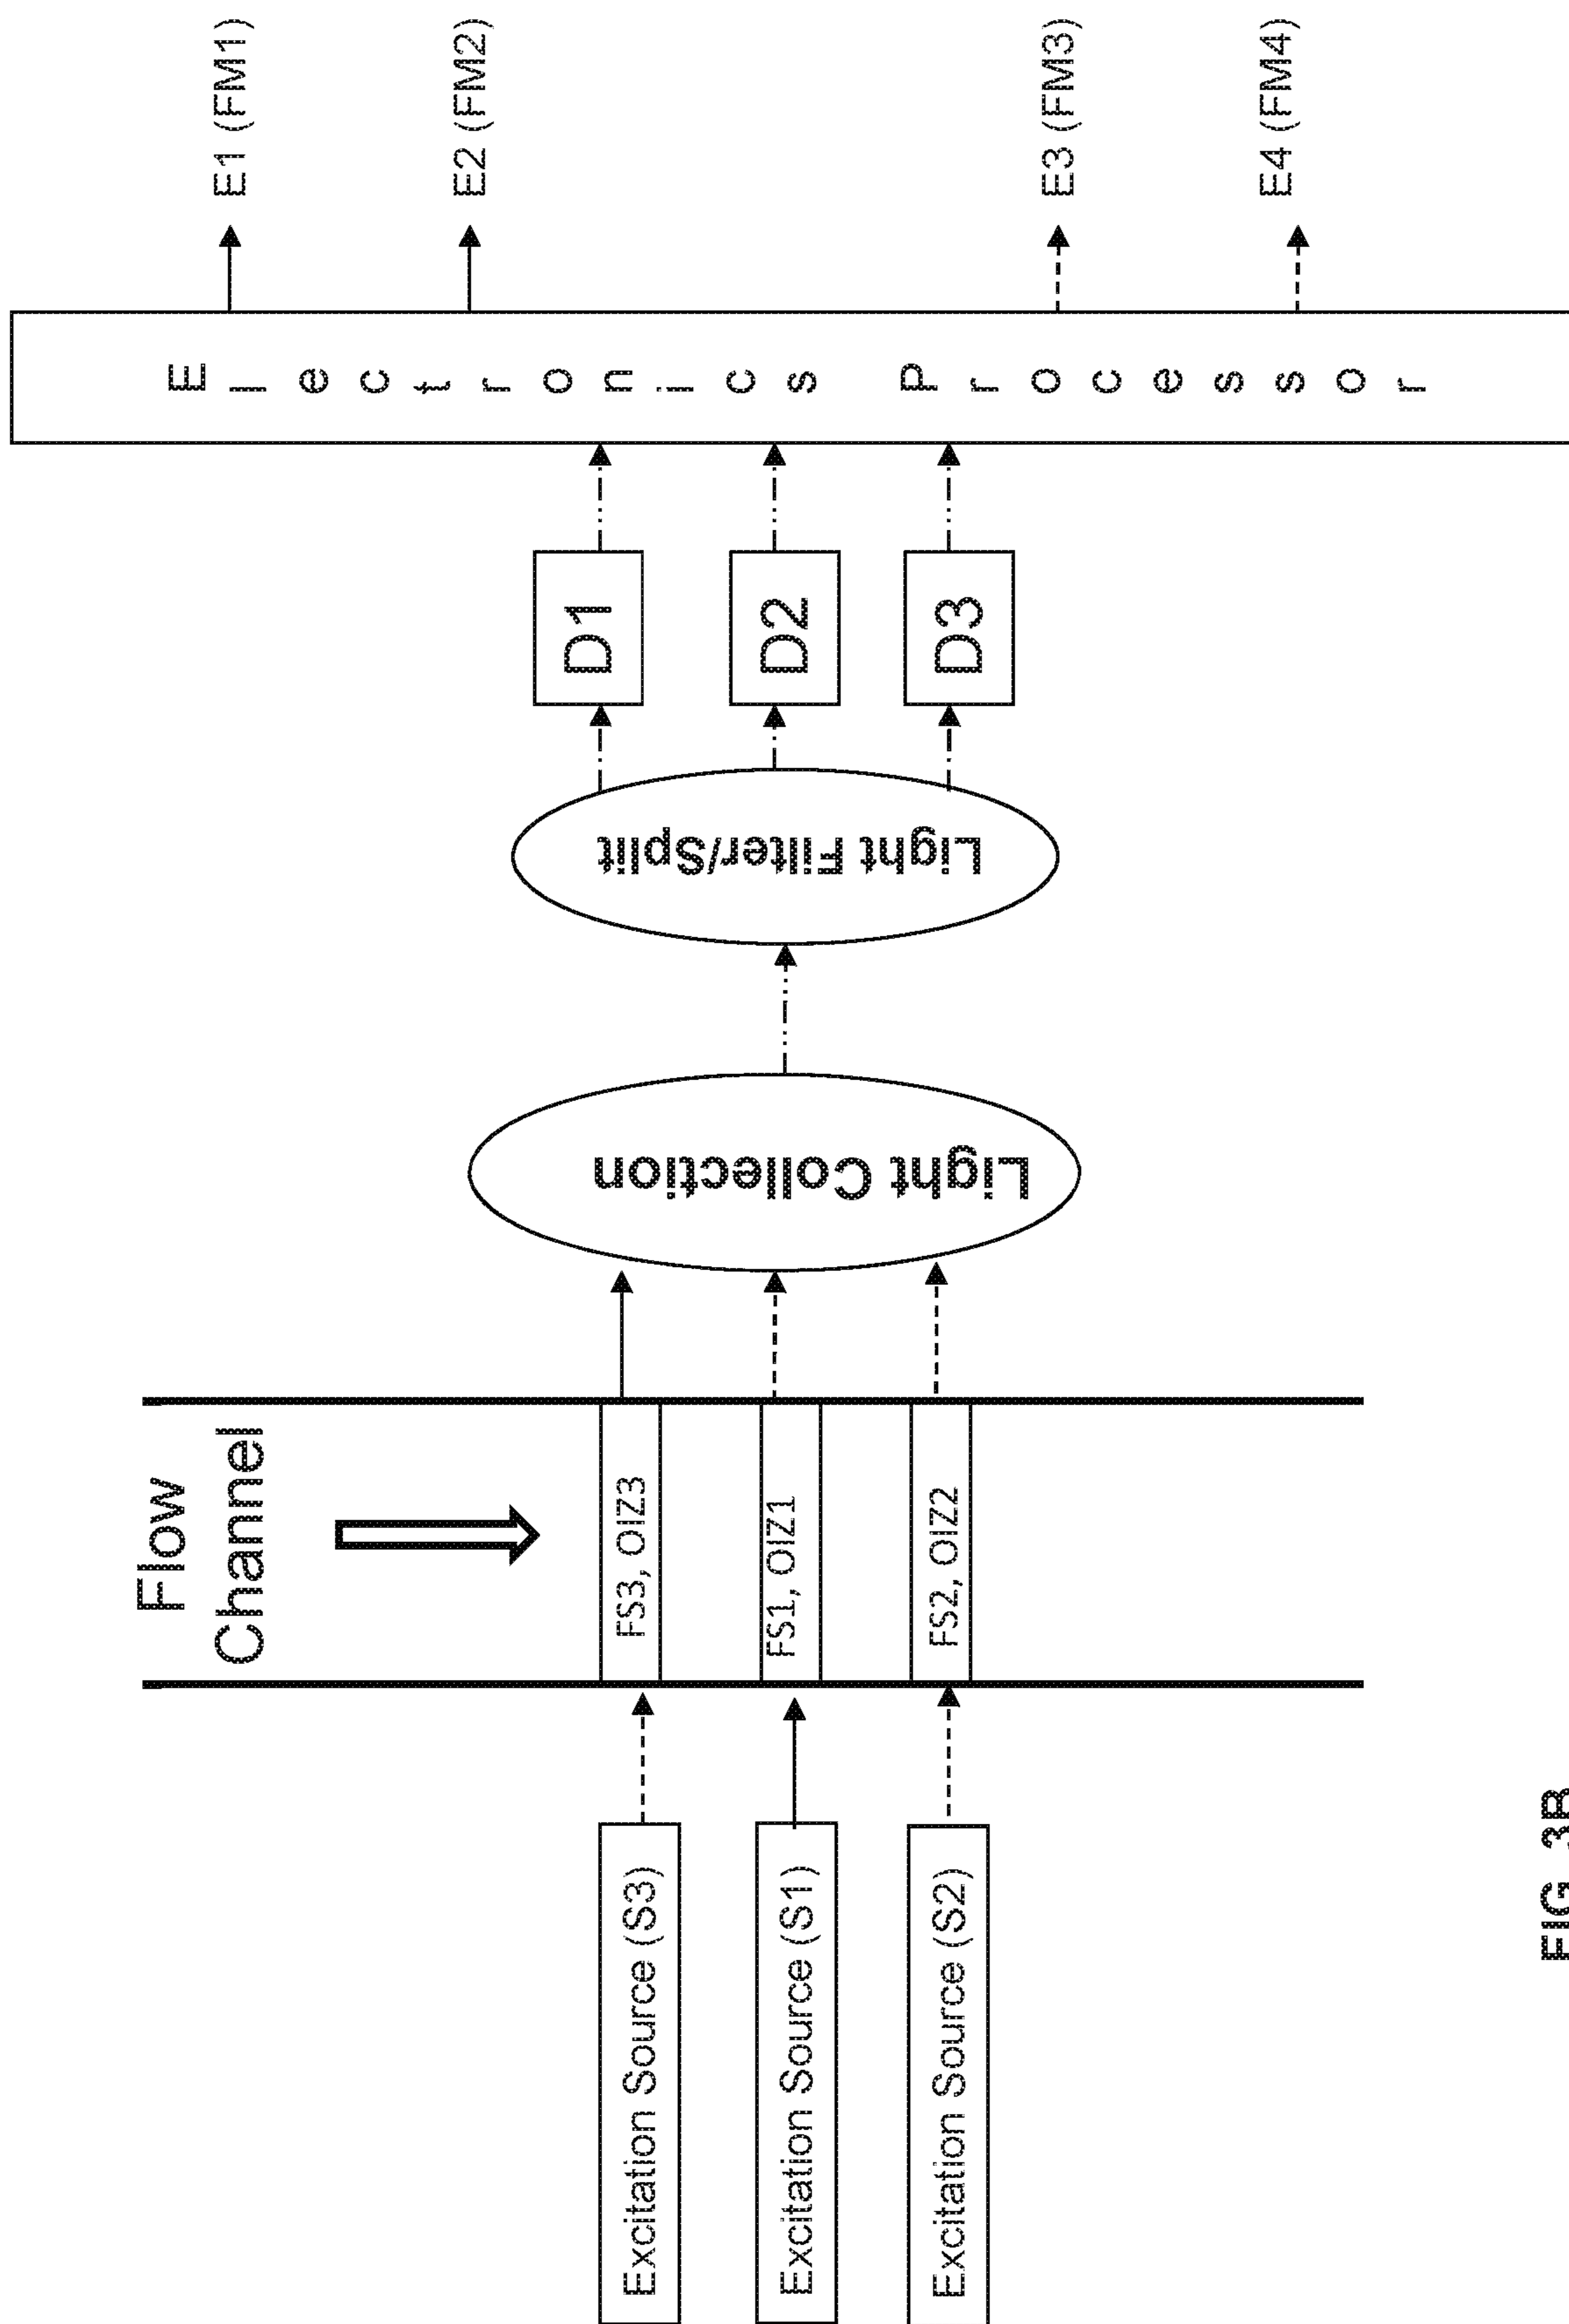 Excitation Source (S3)
Excitation Source (S1)
Excitation Source (S2)
Flow
Channel
FS3, OIZ3
FS1, OIZ1
FS2, OIZ2
Light Collection
Light Filter/Split
D1
D2
D3
Electronics Processor
E1 (FM1)
E2 (FM2)
E3 (FM3)
E4 (FM4)
FIG. 3B